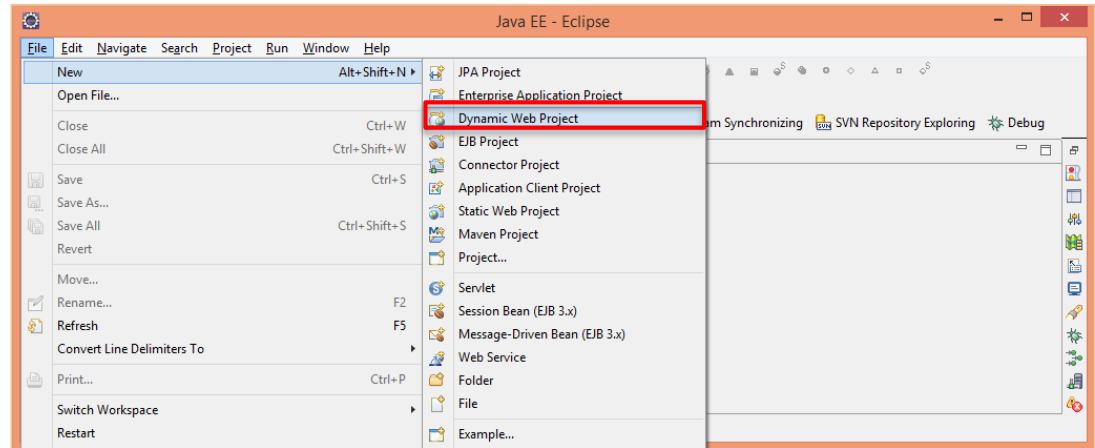 Java EE - Eclipse
File Edit Navigate Search Project Run Window Help
New Alt+Shift+N
Open File...
Close Ctrl+W
Close All Ctrl+Shift+W
Save Ctrl+S
Save As...
Save All Ctrl+Shift+S
Revert
Move...
Rename... F2
Refresh F5
Convert Line Delimiters To
Print... Ctrl+P
Switch Workspace
Restart
JPA Project
Enterprise Application Project
Dynamic Web Project
EJB Project
Connector Project
Application Client Project
Static Web Project
Maven Project
Project...
Servlet
Session Bean (EJB 3.x)
Message-Driven Bean (EJB 3.x)
Web Service
Folder
File
Example...
Synchronizing SVN Repository Exploring Debug